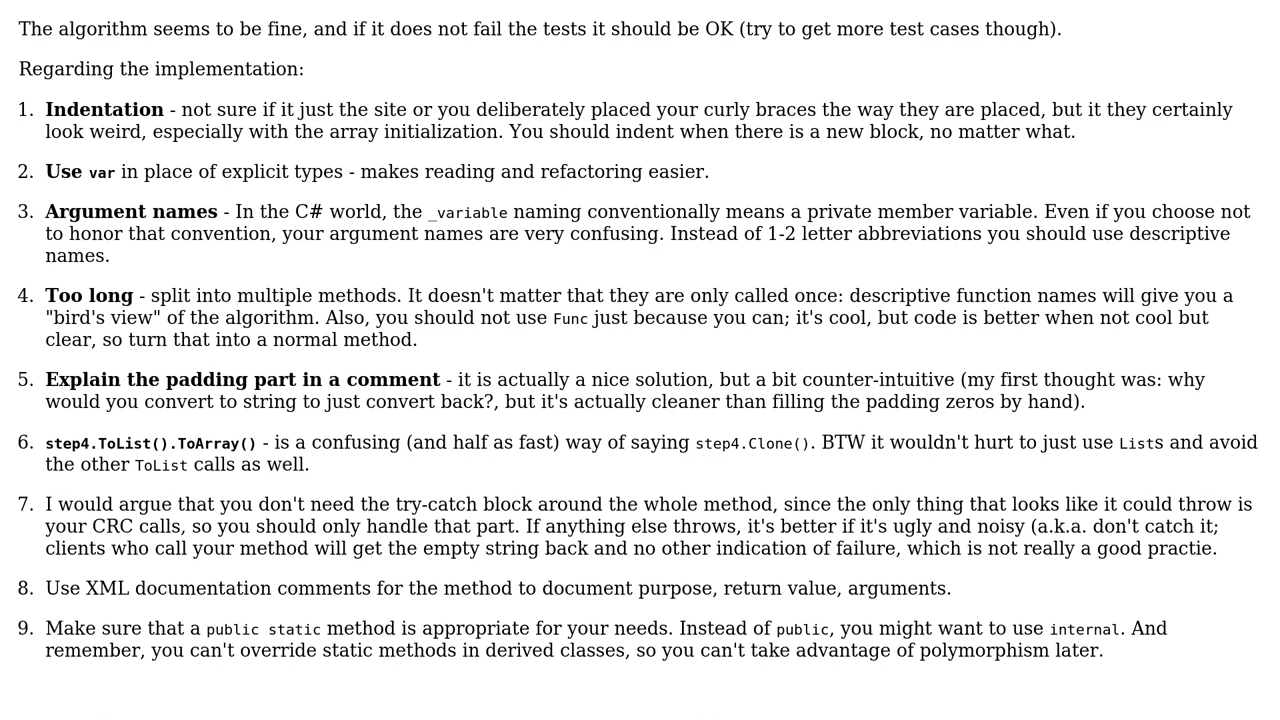 The algorithm seems to be fine, and if it does not fail the tests it should be OK (try to get more test cases though).
Regarding the implementation:
1. Indentation - not sure if it just the site or you deliberately placed your curly braces the way they are placed, but it they certainly
look weird, especially with the array initialization. You should indent when there is a new block, no matter what.
2. Use var in place of explicit types - makes reading and refactoring easier.
3. Argument names - In the C# world, the _variable naming conventionally means a private member variable. Even if you choose not
to honor that convention, your argument names are very confusing. Instead of 1-2 letter abbreviations you should use descriptive
names.
4. Too long - split into multiple methods. It doesn't matter that they are only called once: descriptive function names will give you a
"bird's view" of the algorithm. Also, you should not use Func just because you can; it's cool, but code is better when not cool but
clear, so turn that into a normal method.
5. Explain the padding part in a comment - it is actually a nice solution, but a bit counter-intuitive (my first thought was: why
would you convert to string to just convert back?, but it's actually cleaner than filling the padding zeros by hand).
6. step4.ToList().ToArray() - is a confusing (and half as fast) way of saying step4.Clone(). BTW it wouldn't hurt to just use Lists and avoid
the other ToList calls as well.
7. I would argue that you don't need the try-catch block around the whole method, since the only thing that looks like it could throw is
your CRC calls, so you should only handle that part. If anything else throws, it's better if it's ugly and noisy (a.k.a. don't catch it;
clients who call your method will get the empty string back and no other indication of failure, which is not really a good practie.
8. Use XML documentation comments for the method to document purpose, return value, arguments.
9. Make sure that a public static method is appropriate for your needs. Instead of public, you might want to use internal. And
remember, you can't override static methods in derived classes, so you can't take advantage of polymorphism later.